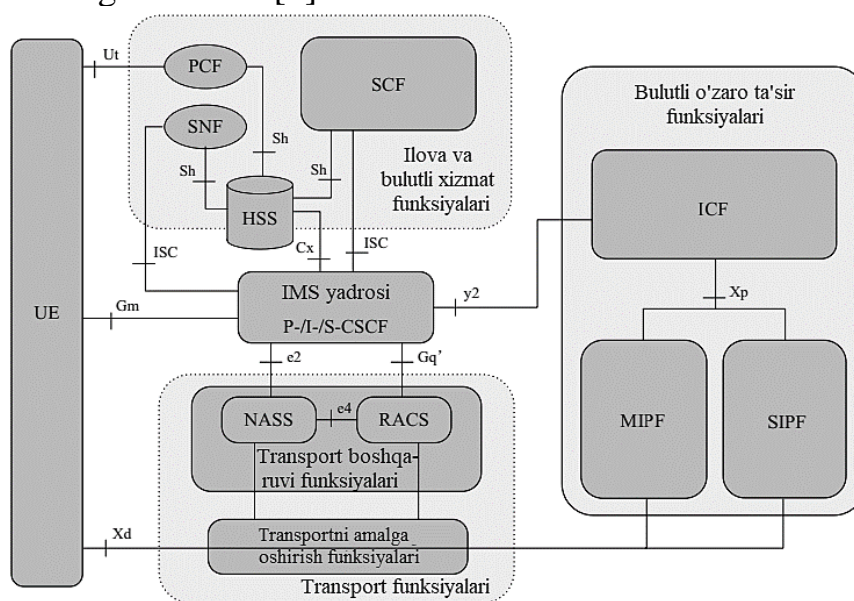 Ut
PCF
SCF
SNF
Sh
Sh
Sh
HSS
Ilova va
bulutli xizmat
funksiyalari
Bulutli o'zaro ta'sir
funksiyalari
ICF
ISC
Cx
ISC
UE
Gm
IMS yadrosi
P-/I-/S-CSCF
y2
Xp
e2
Gq’
NASS
e4
RACS
Transport boshqa-
ruvi funksiyalari
MIPF
SIPF
Xd
Transportni amalga
oshirish funksiyalari
Transport funksiyalari